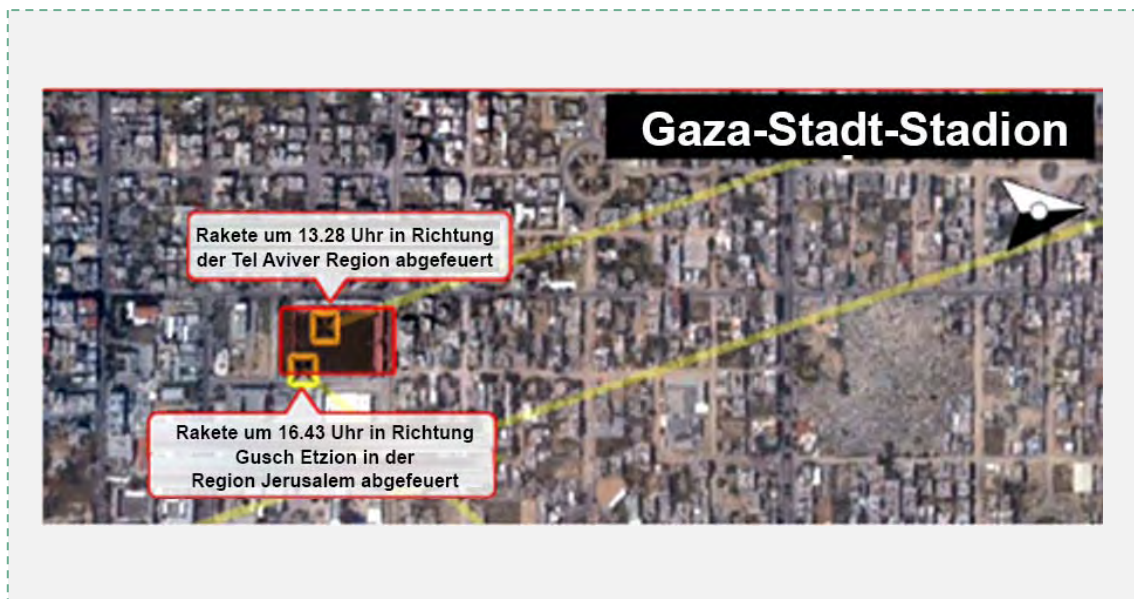 Gaza-Stadt-Stadion
Rakete um 13.28 Uhr in Richtung
der Tel Aviver Region abgefeuert
Rakete um 16.43 Uhr in Richtung
Gusch Etzion in der
Region Jerusalem abgefeuert